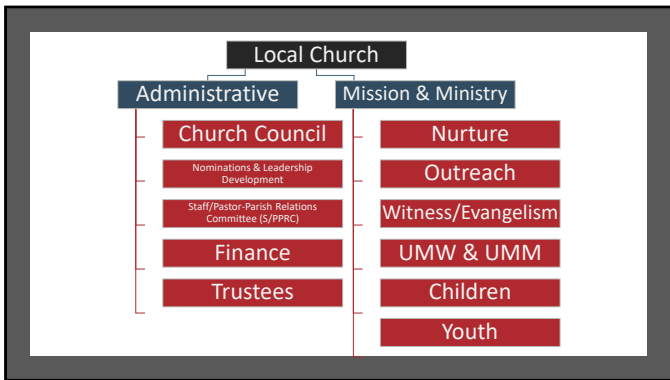 Local Church
Administrative
Church Council
Nominations & Leadership
Development
Staff/Pastor-Parish Relations
Committee (S/PPRC)
Finance
Trustees
Mission & Ministry
Nurture
Outreach
Witness/Evangelism
UMW & UMM
Children
Youth